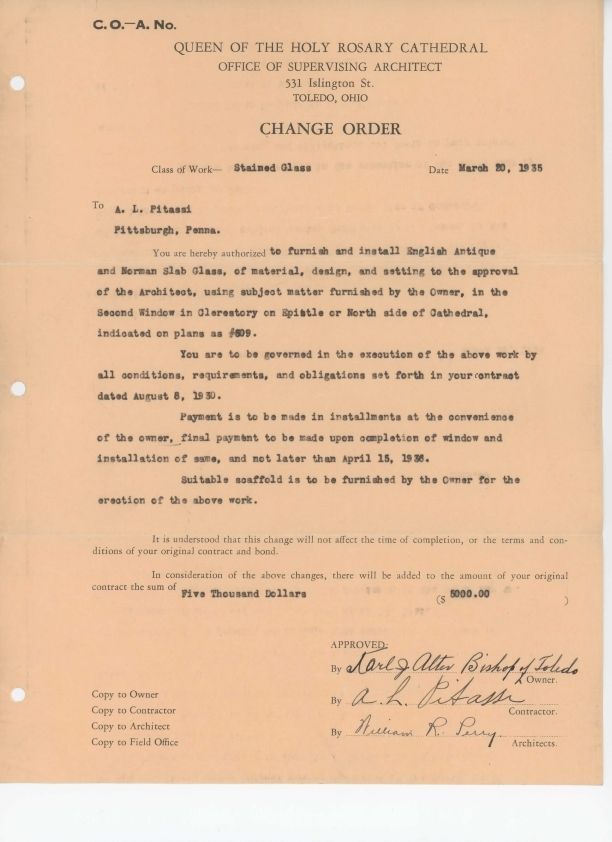 C. O.—A. No.
QUEEN OF THE HOLY ROSARY CATHEDRAL
OFFICE OF SUPERVISING ARCHITECT
531 Islington St.
TOLEDO, OHIO
CHANGE ORDER
Class of Work— Stained Glass Date March 20, 1935
To A. L. Pitassi
Pittsburgh, Penna.
You are hereby authorized to furnish and install English Antique
and Norman Slab Glass, of material, design, and setting to the approval
of the Architect, using subject matter furnished by the Owner, in the
Second Window in Clerestory on Epistle or North side of Cathedral,
indicated on plans as #609.
You are to be governed in the execution of the above work by
all conditions, requirements, and obligations set forth in your contract
dated August 8, 1930.
Payment is to be made in installments at the convenience
of the owner, final payment to be made upon completion of window and
installation of same, and not later than April 15, 1936.
Suitable scaffold is to be furnished by the Owner for the
erection of the above work.
It is understood that this change will not affect the time of completion, or the terms and con-
ditions of your original contract and bond.
In consideration of the above changes, there will be added to the amount of your original
contract the sum of Five Thousand Dollars ($ 5000.00 )
APPROVED:
By Karl J Alter Bishop of Toledo
Owner.
Copy to Owner By A. L. Pitassi
Copy to Contractor Contractor.
Copy to Architect By William R. Perry.
Copy to Field Office Architects.